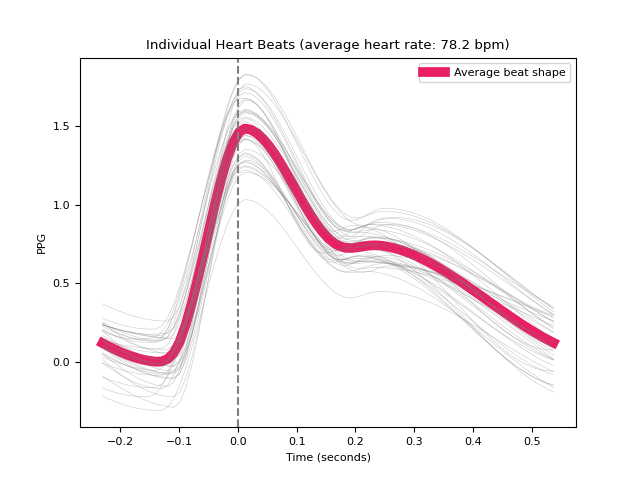 Individual Heart Beats (average heart rate: 78.2 bpm)
Average beat shape
PPG
1.5
1.0
0.5
0.0
−0.2 −0.1 0.0 0.1 0.2 0.3 0.4 0.5
Time (seconds)